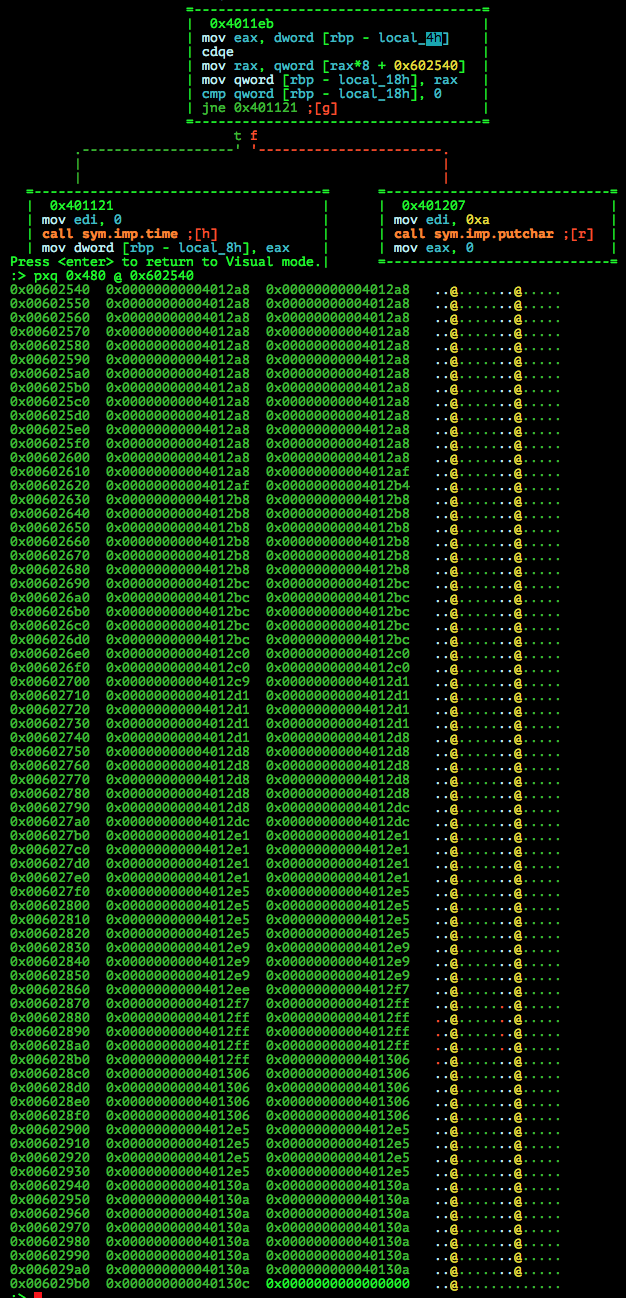 =-------------------------------------=
| 0x4011eb |
| mov eax, dword [rbp - local_4h] |
| cdqe |
| mov rax, qword [rax*8 + 0x602540] |
| mov qword [rbp - local_18h], rax |
| cmp qword [rbp - local_18h], 0 |
| jne 0x401121 ;[g] |
=-------------------------------------=
t f
=------------------------------------= =----------------------------=
| 0x401121 | | 0x401207 |
| mov edi, 0 | | mov edi, 0xa |
| call sym.imp.time ;[h] | | call sym.imp.putchar ;[r] |
| mov dword [rbp - local_8h], eax | | mov eax, 0 |
Press <enter> to return to Visual mode.| =----------------------------=
:> pxq 0x480 @ 0x602540
0x00602540 0x00000000004012a8 0x00000000004012a8 ..@.......@.....
0x00602550 0x00000000004012a8 0x00000000004012a8 ..@.......@.....
0x00602560 0x00000000004012a8 0x00000000004012a8 ..@.......@.....
0x00602570 0x00000000004012a8 0x00000000004012a8 ..@.......@.....
0x00602580 0x00000000004012a8 0x00000000004012a8 ..@.......@.....
0x00602590 0x00000000004012a8 0x00000000004012a8 ..@.......@.....
0x006025a0 0x00000000004012a8 0x00000000004012a8 ..@.......@.....
0x006025b0 0x00000000004012a8 0x00000000004012a8 ..@.......@.....
0x006025c0 0x00000000004012a8 0x00000000004012a8 ..@.......@.....
0x006025d0 0x00000000004012a8 0x00000000004012a8 ..@.......@.....
0x006025e0 0x00000000004012a8 0x00000000004012a8 ..@.......@.....
0x006025f0 0x00000000004012a8 0x00000000004012a8 ..@.......@.....
0x00602600 0x00000000004012a8 0x00000000004012a8 ..@.......@.....
0x00602610 0x00000000004012a8 0x00000000004012af ..@.......@.....
0x00602620 0x00000000004012af 0x00000000004012b4 ..@.......@.....
0x00602630 0x00000000004012b8 0x00000000004012b8 ..@.......@.....
0x00602640 0x00000000004012b8 0x00000000004012b8 ..@.......@.....
0x00602650 0x00000000004012b8 0x00000000004012b8 ..@.......@.....
0x00602660 0x00000000004012b8 0x00000000004012b8 ..@.......@.....
0x00602670 0x00000000004012b8 0x00000000004012b8 ..@.......@.....
0x00602680 0x00000000004012b8 0x00000000004012b8 ..@.......@.....
0x00602690 0x00000000004012bc 0x00000000004012bc ..@.......@.....
0x006026a0 0x00000000004012bc 0x00000000004012bc ..@.......@.....
0x006026b0 0x00000000004012bc 0x00000000004012bc ..@.......@.....
0x006026c0 0x00000000004012bc 0x00000000004012bc ..@.......@.....
0x006026d0 0x00000000004012bc 0x00000000004012bc ..@.......@.....
0x006026e0 0x00000000004012c0 0x00000000004012c0 ..@.......@.....
0x006026f0 0x00000000004012c0 0x00000000004012c0 ..@.......@.....
0x00602700 0x00000000004012c9 0x00000000004012d1 ..@.......@.....
0x00602710 0x00000000004012d1 0x00000000004012d1 ..@.......@.....
0x00602720 0x00000000004012d1 0x00000000004012d1 ..@.......@.....
0x00602730 0x00000000004012d1 0x00000000004012d1 ..@.......@.....
0x00602740 0x00000000004012d1 0x00000000004012d1 ..@.......@.....
0x00602750 0x00000000004012d8 0x00000000004012d8 ..@.......@.....
0x00602760 0x00000000004012d8 0x00000000004012d8 ..@.......@.....
0x00602770 0x00000000004012d8 0x00000000004012d8 ..@.......@.....
0x00602780 0x00000000004012d8 0x00000000004012d8 ..@.......@.....
0x00602790 0x00000000004012d8 0x00000000004012dc ..@.......@.....
0x006027a0 0x00000000004012dc 0x00000000004012dc ..@.......@.....
0x006027b0 0x00000000004012e1 0x00000000004012e1 ..@.......@.....
0x006027c0 0x00000000004012e1 0x00000000004012e1 ..@.......@.....
0x006027d0 0x00000000004012e1 0x00000000004012e1 ..@.......@.....
0x006027e0 0x00000000004012e1 0x00000000004012e1 ..@.......@.....
0x006027f0 0x00000000004012e5 0x00000000004012e5 ..@.......@.....
0x00602800 0x00000000004012e5 0x00000000004012e5 ..@.......@.....
0x00602810 0x00000000004012e5 0x00000000004012e5 ..@.......@.....
0x00602820 0x00000000004012e5 0x00000000004012e5 ..@.......@.....
0x00602830 0x00000000004012e9 0x00000000004012e9 ..@.......@.....
0x00602840 0x00000000004012e9 0x00000000004012e9 ..@.......@.....
0x00602850 0x00000000004012e9 0x00000000004012e9 ..@.......@.....
0x00602860 0x00000000004012ee 0x00000000004012f7 ..@.......@.....
0x00602870 0x00000000004012f7 0x00000000004012ff ..@.......@.....
0x00602880 0x00000000004012ff 0x00000000004012ff ..@.......@.....
0x00602890 0x00000000004012ff 0x00000000004012ff ..@.......@.....
0x006028a0 0x00000000004012ff 0x00000000004012ff ..@.......@.....
0x006028b0 0x00000000004012ff 0x0000000000401306 ..@.......@.....
0x006028c0 0x0000000000401306 0x0000000000401306 ..@.......@.....
0x006028d0 0x0000000000401306 0x0000000000401306 ..@.......@.....
0x006028e0 0x0000000000401306 0x0000000000401306 ..@.......@.....
0x006028f0 0x0000000000401306 0x0000000000401306 ..@.......@.....
0x00602900 0x00000000004012e5 0x00000000004012e5 ..@.......@.....
0x00602910 0x00000000004012e5 0x00000000004012e5 ..@.......@.....
0x00602920 0x00000000004012e5 0x00000000004012e5 ..@.......@.....
0x00602930 0x00000000004012e5 0x00000000004012e5 ..@.......@.....
0x00602940 0x000000000040130a 0x000000000040130a ..@.......@.....
0x00602950 0x000000000040130a 0x000000000040130a ..@.......@.....
0x00602960 0x000000000040130a 0x000000000040130a ..@.......@.....
0x00602970 0x000000000040130a 0x000000000040130a ..@.......@.....
0x00602980 0x000000000040130a 0x000000000040130a ..@.......@.....
0x00602990 0x000000000040130a 0x000000000040130a ..@.......@.....
0x006029a0 0x000000000040130a 0x000000000040130a ..@.......@.....
0x006029b0 0x000000000040130c 0x0000000000000000 ..@.............
:>